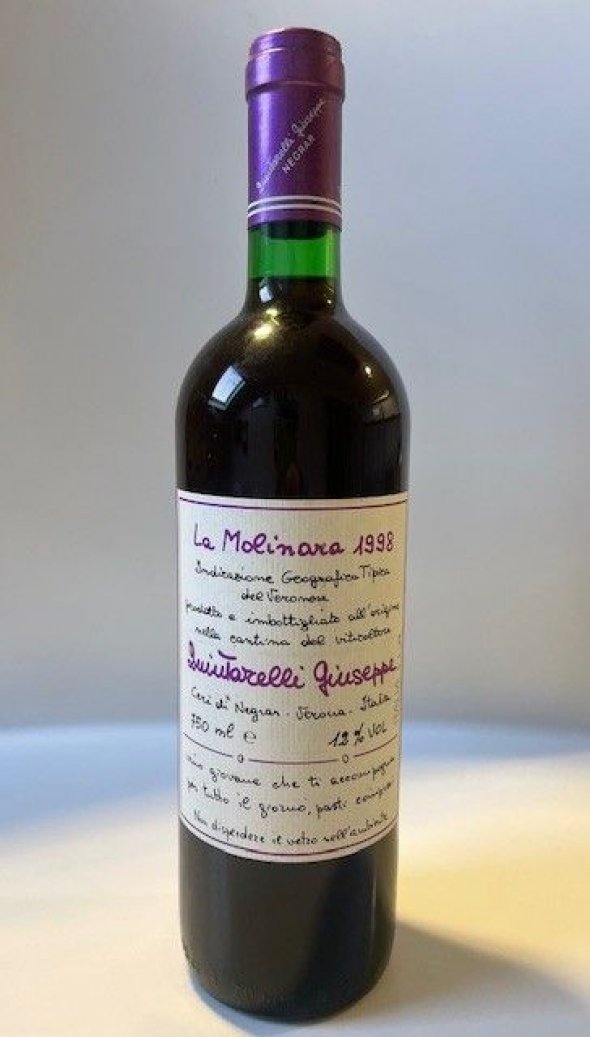 Quintarelli Giuseppe
NEGRAR
La Molinara 1998
Indicazione Geografica Tipica
del Veronese
prodotto e imbottigliato all'origine
nella cantina del viticoltore
Quintarelli Giuseppe
Cerè di Negrar - Verona - Italia
750 ml e
12% VOL
vino giovane che ti accompagna
per tutto il giorno, pasti compresi
Non disperdere il vetro nell'ambiente